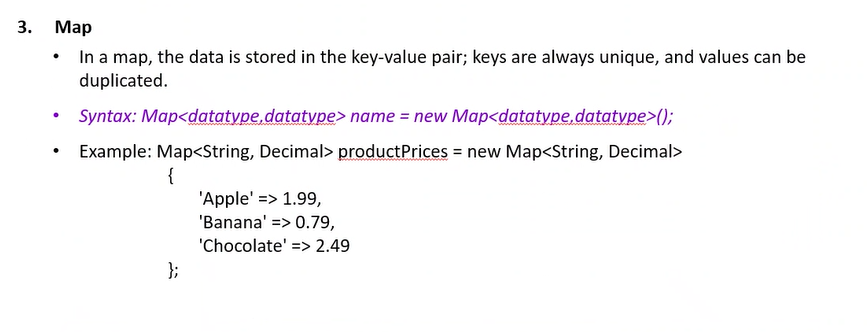 3. Map
• In a map, the data is stored in the key-value pair; keys are always unique, and values can be
duplicated.
• Syntax: Map<datatype,datatype> name = new Map<datatype,datatype>();
• Example: Map<String, Decimal> productPrices = new Map<String, Decimal>
{
'Apple' => 1.99,
'Banana' => 0.79,
'Chocolate' => 2.49
};